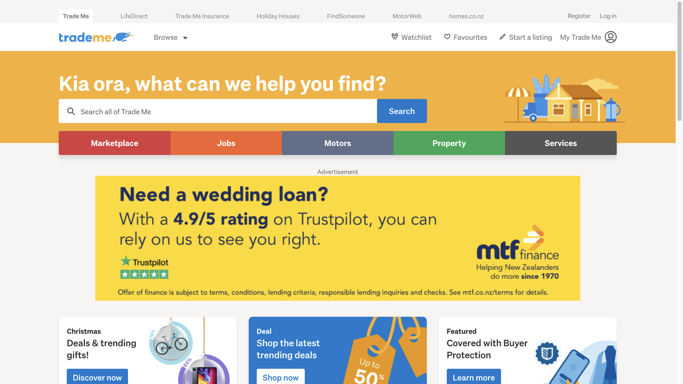 Trade Me LifeDirect Trade Me Insurance Holiday Houses FindSomeone MotorWeb homes.co.nz Register Log in
trademe Browse Watchlist Favourites Start a listing My Trade Me
Kia ora, what can we help you find?
Search all of Trade Me Search
Marketplace Jobs Motors Property Services
Advertisement
Need a wedding loan?
With a 4.9/5 rating on Trustpilot, you can
rely on us to see you right.
Trustpilot
mtf
finance
Helping New Zealanders
do more since 1970
Offer of finance is subject to terms, conditions, lending criteria, responsible lending inquiries and checks. See mtf.co.nz/terms for details.
Christmas
Deals & trending
gifts!
Discover now
Deal
Shop the latest
trending deals
Shop now
Up to
50%
Featured
Covered with Buyer
Protection
Learn more